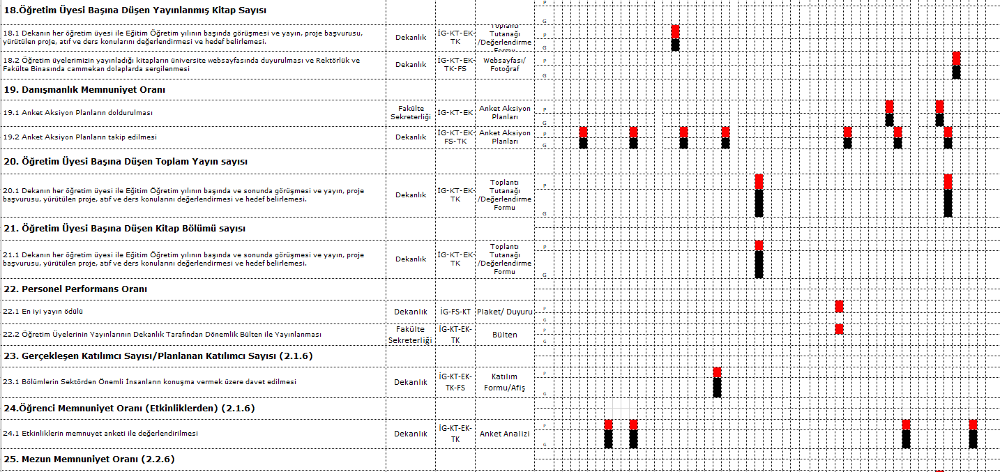 18.Öğretim Üyesi Başına Düşen Yayınlanmış Kitap Sayısı
P
G
18.1 Dekanın her öğretim üyesi ile Eğitim Öğretim yılının başında görüşmesi ve yayın, proje başvurusu,
yürütülen proje, atıf ve ders konularını değerlendirmesi ve hedef belirlemesi.
Dekanlık
İG-KT-EK-
TK
Toplantı
Tutanağı
/Değerlendirme
Formu
P
G
18.2 Öğretim üyelerimizin yayınladığı kitapların üniversite websayfasında duyurulması ve Rektörlük ve
Fakülte Binasında cammekan dolaplarda sergilenmesi
Dekanlık
İG-KT-EK-
TK-FS
Websayfası/
Fotoğraf
P
G
19. Danışmanlık Memnuniyet Oranı
19.1 Anket Aksiyon Planların doldurulması
Fakülte
Sekreterliği
İG-KT-EK
Anket Aksiyon
Planları
P
G
19.2 Anket Aksiyon Planların takip edilmesi
Dekanlık
İG-KT-EK-
FS-TK
Anket Aksiyon
Planları
P
G
20. Öğretim Üyesi Başına Düşen Toplam Yayın sayısı
20.1 Dekanın her öğretim üyesi ile Eğitim Öğretim yılının başında ve sonunda görüşmesi ve yayın, proje
başvurusu, yürütülen proje, atıf ve ders konularını değerlendirmesi ve hedef belirlemesi.
Dekanlık
İG-KT-EK-
TK
Toplantı
Tutanağı
/Değerlendirme
Formu
P
G
21. Öğretim Üyesi Başına Düşen Kitap Bölümü sayısı
21.1 Dekanın her öğretim üyesi ile Eğitim Öğretim yılının başında ve sonunda görüşmesi ve yayın, proje
başvurusu, yürütülen proje, atıf ve ders konularını değerlendirmesi ve hedef belirlemesi.
Dekanlık
İG-KT-EK-
TK
Toplantı
Tutanağı
/Değerlendirme
Formu
P
G
22. Personel Performans Oranı
22.1 En iyi yayın ödülü
Dekanlık
İG-FS-KT
Plaket/ Duyuru
P
G
22.2 Öğretim Üyelerinin Yayınlarının Dekanlık Tarafından Dönemlik Bülten ile Yayınlanması
Fakülte
Sekreterliği
İG-KT-EK-
TK
Bülten
P
G
23. Gerçekleşen Katılımcı Sayısı/Planlanan Katılımcı Sayısı (2.1.6)
23.1 Bölümlerin Sektörden Önemli İnsanların konuşma vermek üzere davet edilmesi
Dekanlık
İG-KT-EK-
TK-FS
Katılım
Formu/Afiş
P
G
24.Öğrenci Memnuniyet Oranı (Etkinliklerden) (2.1.6)
24.1 Etkinliklerin memnuyet anketi ile değerlendirilmesi
Dekanlık
İG-KT-EK-
TK
Anket Analizi
P
G
25. Mezun Memnuniyet Oranı (2.2.6)